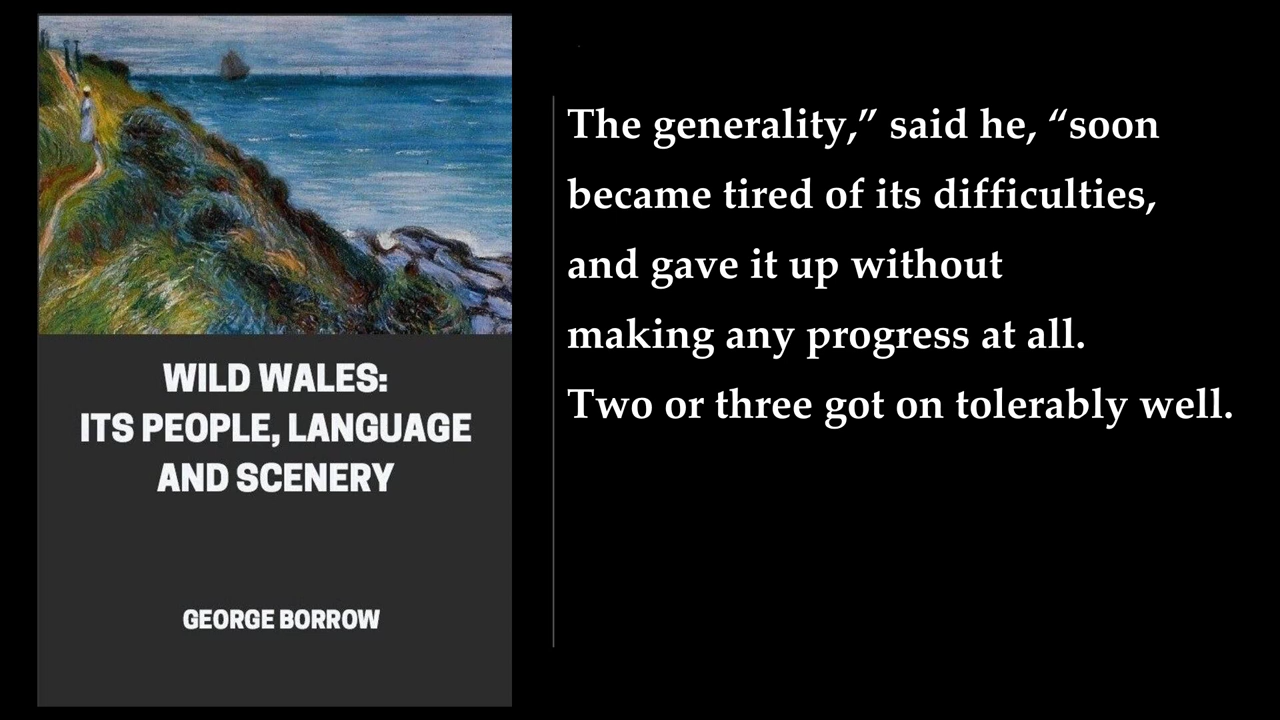 WILD WALES:
ITS PEOPLE, LANGUAGE
AND SCENERY
GEORGE BORROW
The generality,” said he, “soon
became tired of its difficulties,
and gave it up without
making any progress at all.
Two or three got on tolerably well.